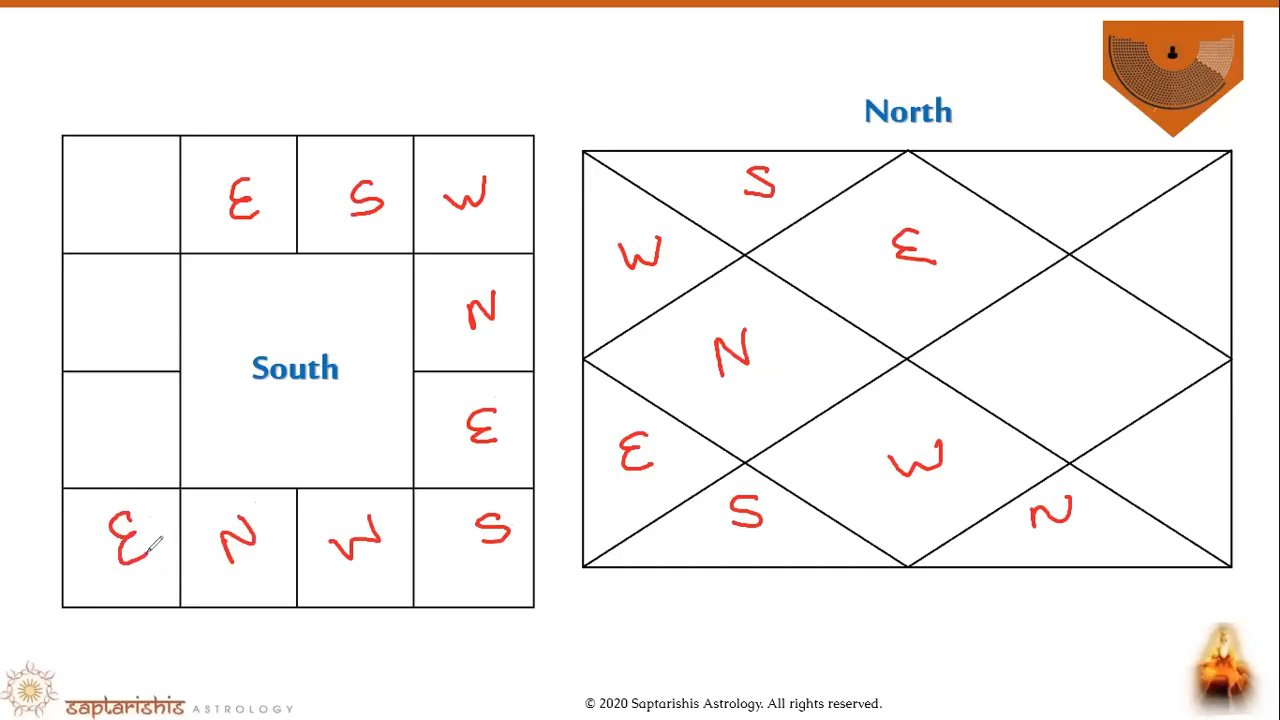 North
E S W
N
South
E
E N W S
S
W E
N
E W
S N
saptarishis ASTROLOGY
© 2020 Saptarishis Astrology. All rights reserved.